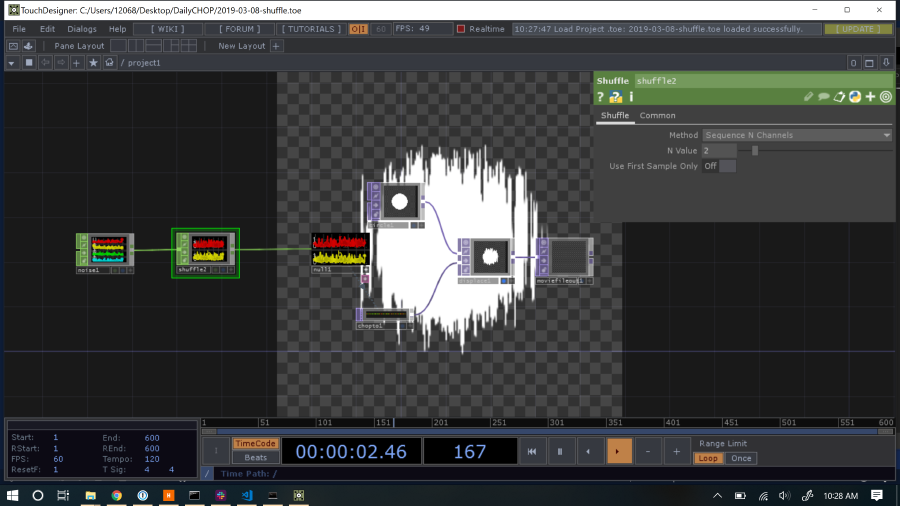 TouchDesigner: C:/Users/12068/Desktop/DailyCHOP/2019-03-08-shuffle.toe
File Edit Dialogs Help [ WIKI ] [ FORUM ] [ TUTORIALS ] O|I 60 FPS: 49 Realtime 10:27:47 Load Project .toe: 2019-03-08-shuffle.toe loaded successfully. [ UPDATE ]
Pane Layout New Layout +
/ project1 0
Shuffle shuffle2
? ? i
Shuffle Common
Method Sequence N Channels
N Value 2
Use First Sample Only Off
noise1
shuffle2
null1
moviefileout1
chopto1
1 51 101 151 201 251 301 351 401 451 501 551 600
Start: 1 End: 600
RStart: 1 REnd: 600
FPS: 60 Tempo: 120
ResetF: 1 T Sig: 4 4
TimeCode
Beats
00:00:02.46
167
Range Limit
Loop Once
/ Time Path: /
10:28 AM